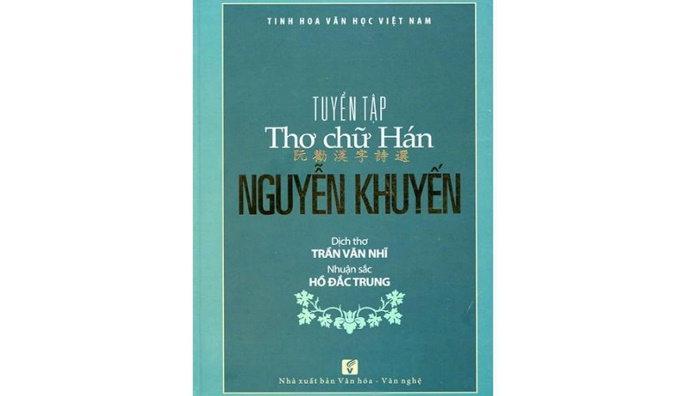 TINH HOA VĂN HỌC VIỆT NAM
TUYỂN TẬP
Thơ chữ Hán
阮勸漢字詩選
NGUYỄN KHUYẾN
Dịch thơ
TRẦN VĂN NHĨ
Nhuận sắc
HỒ ĐẮC TRUNG
V
Nhà xuất bản Văn hóa - Văn nghệ